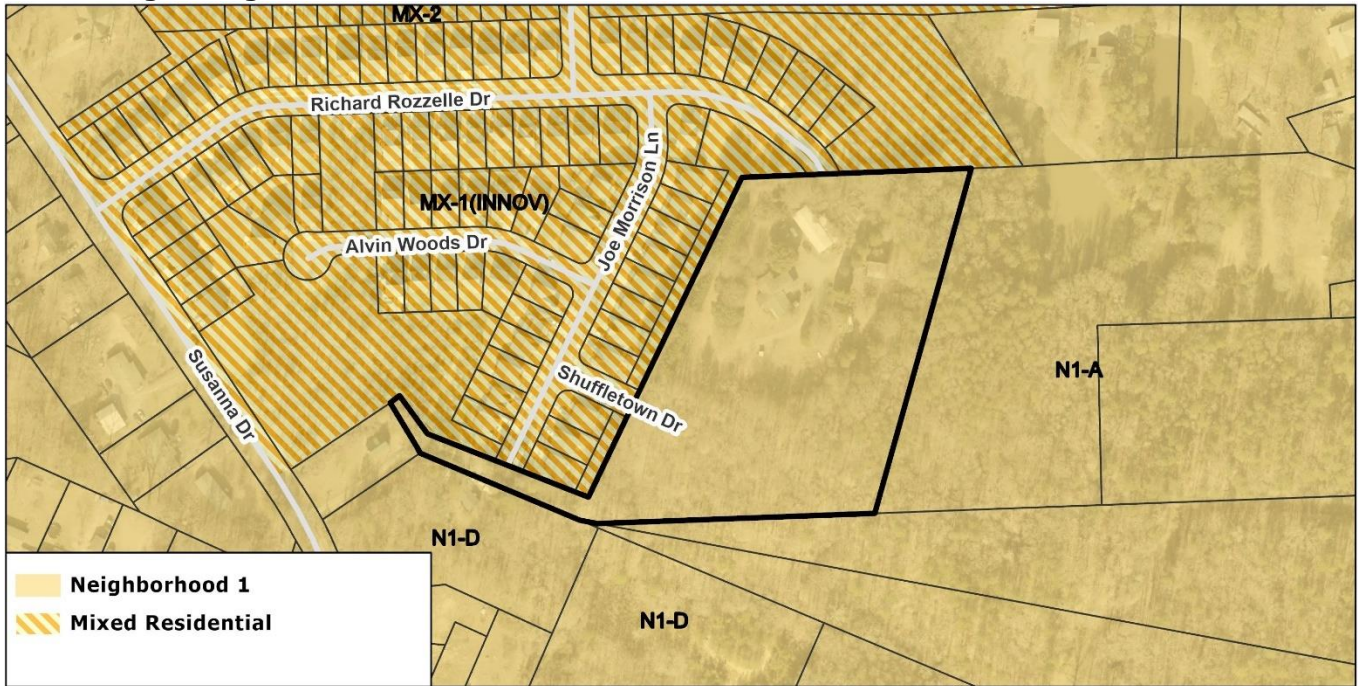 MX-2
Richard Rozzelle Dr
Joe Morrison Ln
MX-1(INNOV)
Alvin Woods Dr
Susanna Dr
Shuffletown Dr
N1-A
N1-D
N1-D
Neighborhood 1
Mixed Residential